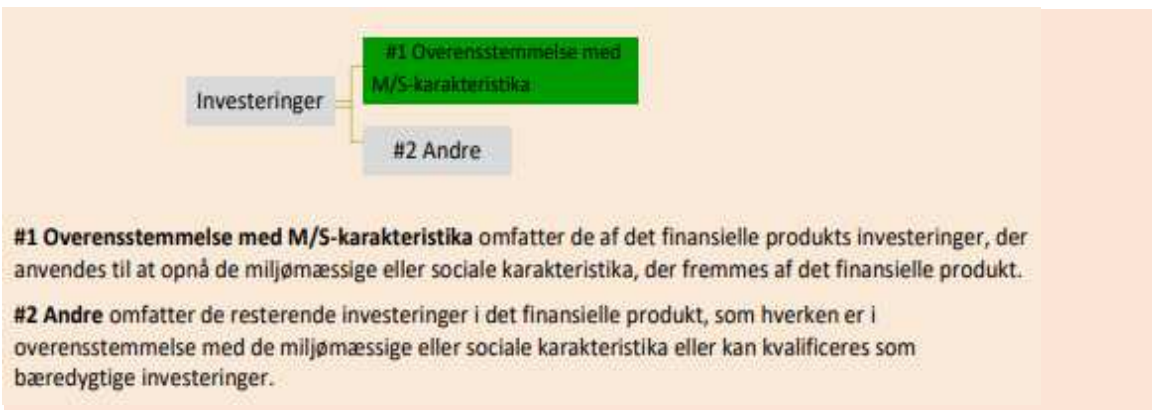 #1 Overensstemmelse med
M/S-karakteristika
Investeringer
#2 Andre
#1 Overensstemmelse med M/S-karakteristika omfatter de af det finansielle produkts investeringer, der
anvendes til at opnå de miljømæssige eller sociale karakteristika, der fremmes af det finansielle produkt.
#2 Andre omfatter de resterende investeringer i det finansielle produkt, som hverken er i
overensstemmelse med de miljømæssige eller sociale karakteristika eller kan kvalificeres som
bæredygtige investeringer.